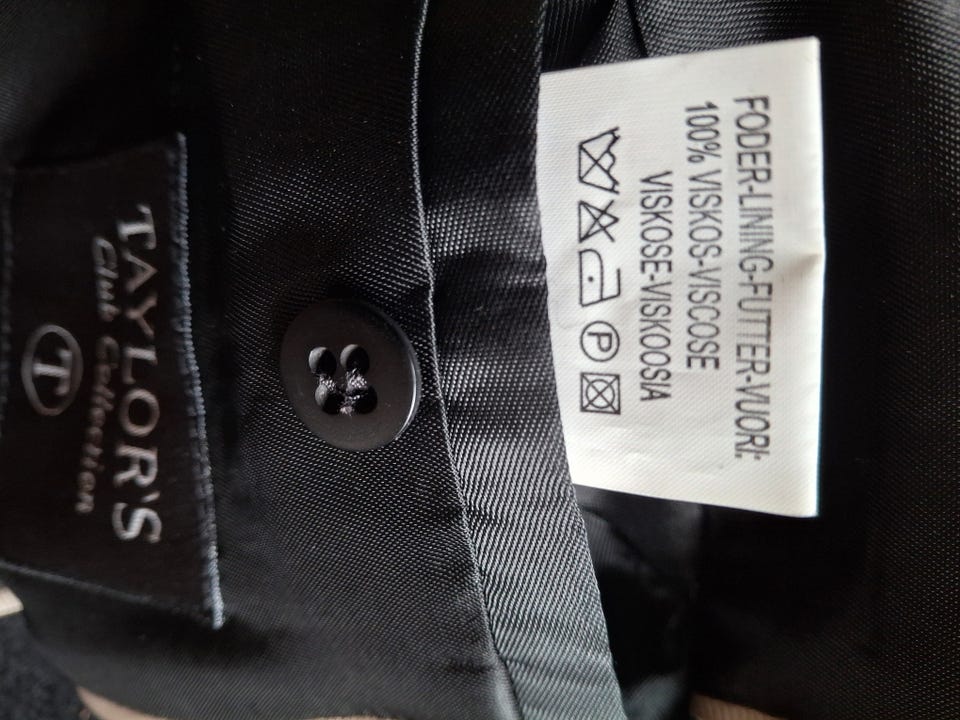 TAYLOR'S
Club Collection
T
FODER-LINING-FUTTER-VUORI:
100% VISKOS-VISCOSE
VISKOSE-VISKOOSIA
P